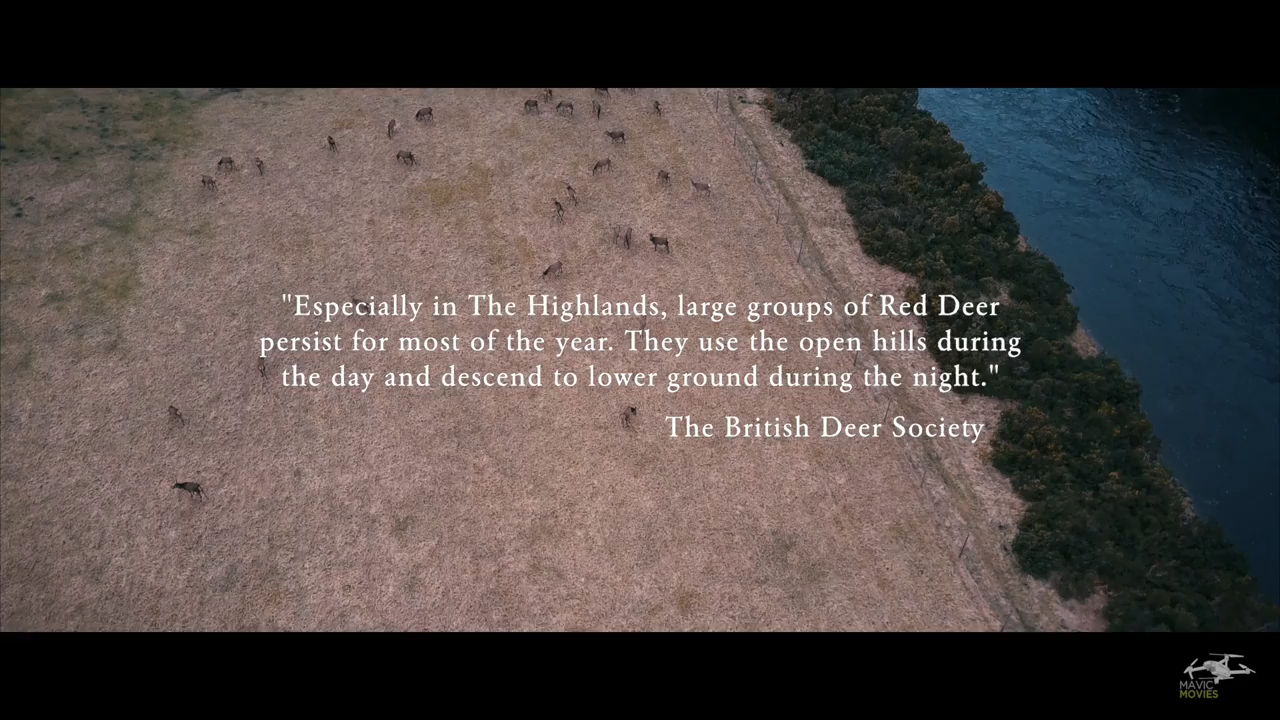 "Especially in The Highlands, large groups of Red Deer
persist for most of the year. They use the open hills during
the day and descend to lower ground during the night."
The British Deer Society
MAVIC
MOVIES